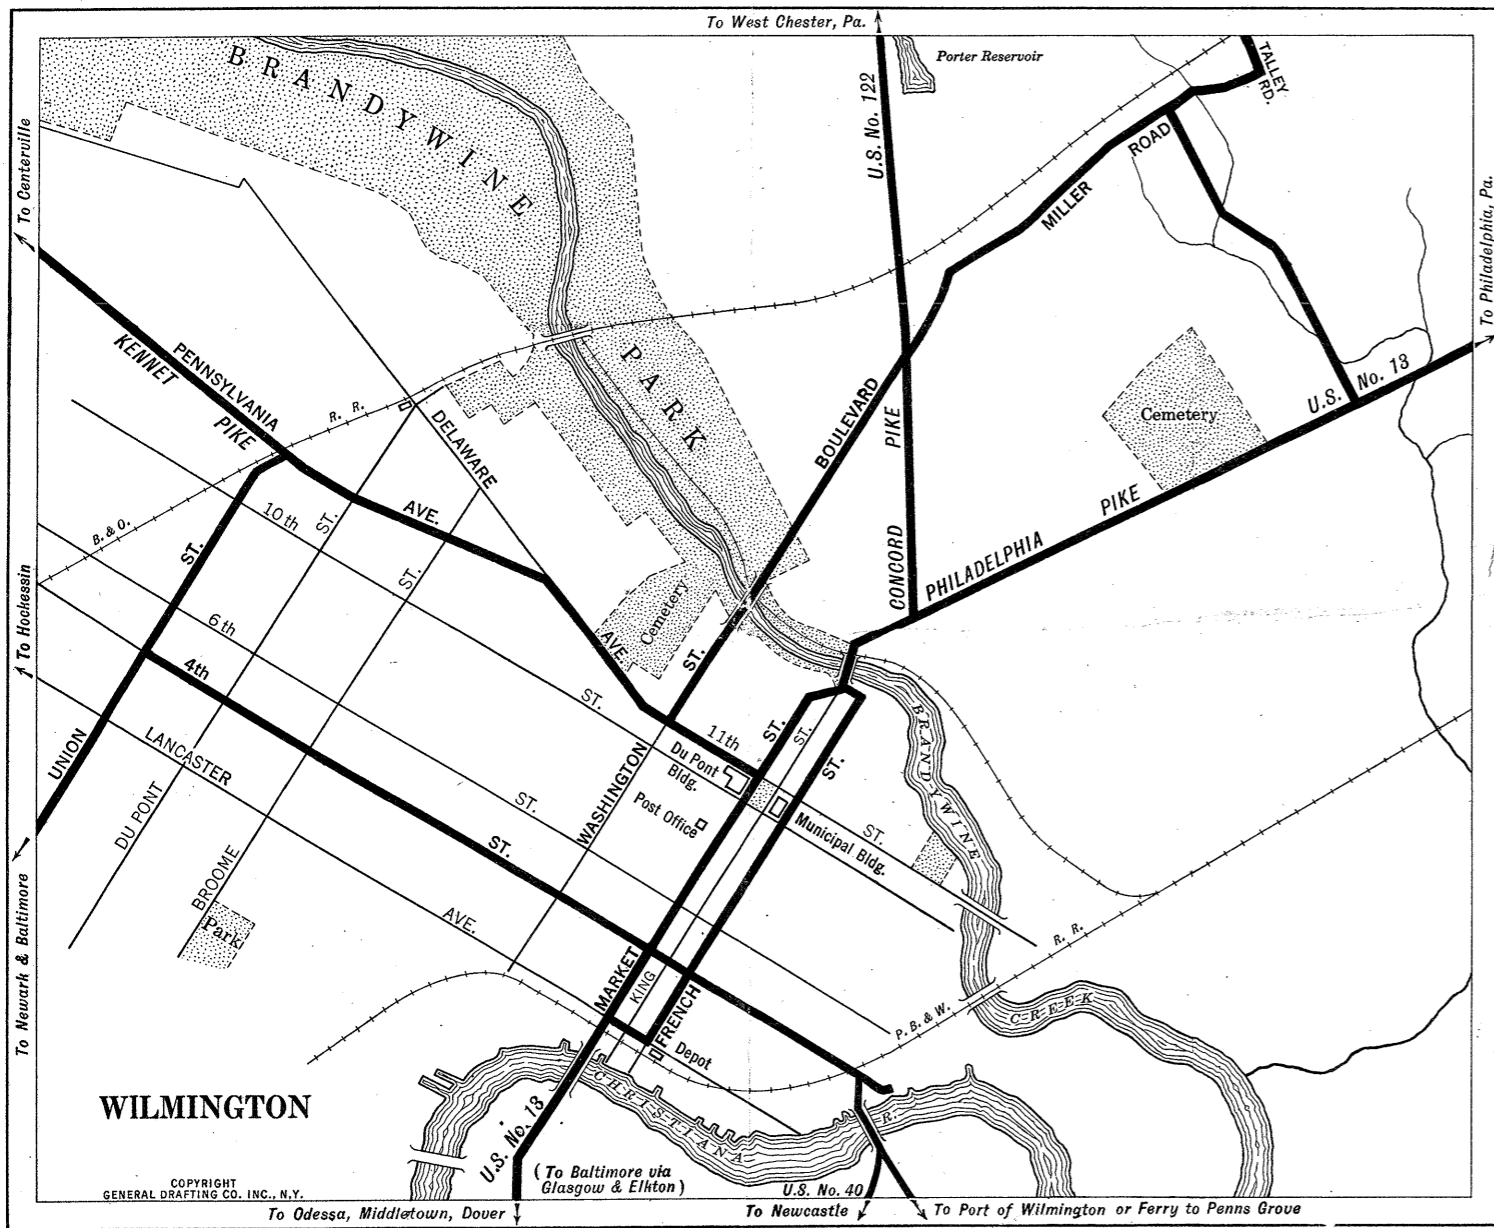 To West Chester, Pa.
BRANDYWINE
PARK
Porter Reservoir
TALLEY
RD.
U.S. No. 122
MILLER ROAD
To Centerville
To Philadelphia, Pa.
KENNET PIKE
PENNSYLVANIA AVE.
R. R.
B. & O.
DELAWARE AVE.
BOULEVARD
CONCORD PIKE
Cemetery
U.S. No. 13
PHILADELPHIA PIKE
10th ST.
ST.
ST.
ST.
Cemetery
To Hockessin
6th ST.
4th ST.
UNION
LANCASTER AVE.
DU PONT
BROOME
Park
WASHINGTON ST.
11th ST.
Du Pont
Bldg.
Post Office
Municipal Bldg.
ST.
ST.
ST.
BRANDYWINE
CREEK
R. R.
P. B. & W.
MARKET
KING
FRENCH
Depot
CHRISTIANA R.
To Newark & Baltimore
WILMINGTON
U.S. No. 13
COPYRIGHT
GENERAL DRAFTING CO. INC., N.Y.
(To Baltimore via
Glasgow & Elkton)
U.S. No. 40
To Odessa, Middletown, Dover
To Newcastle
To Port of Wilmington or Ferry to Penns Grove